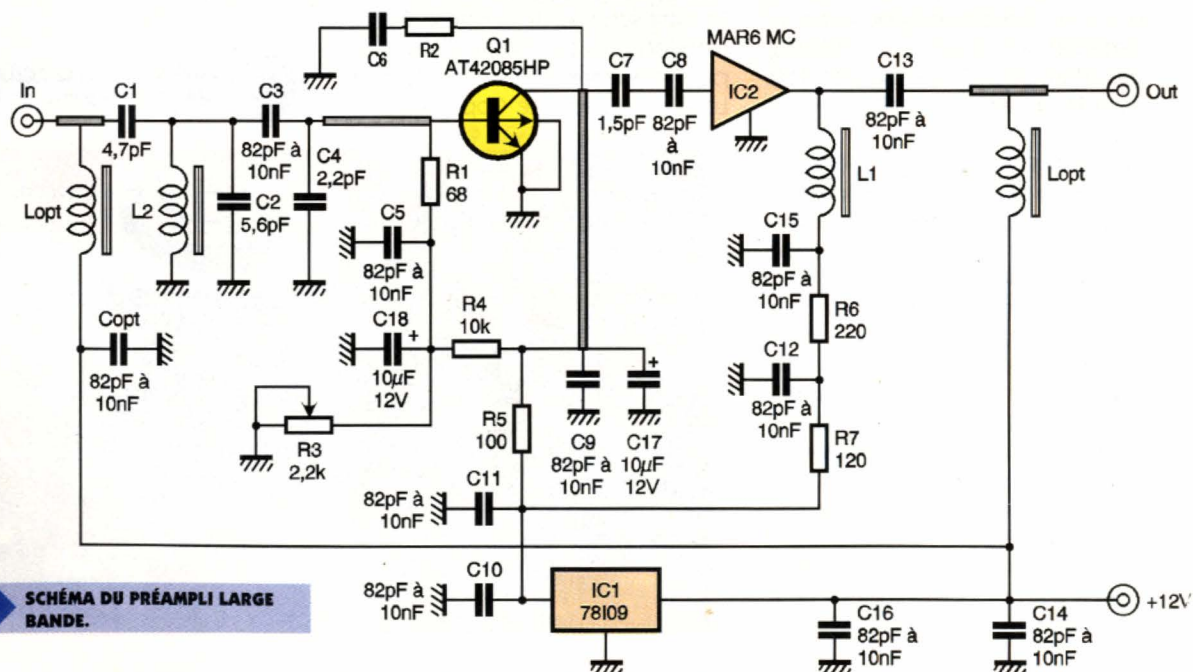 MAR6 MC
Q1
AT42085HP
C6
R2
C7
1,5pF
C8
82pF
à
10nF
IC2
C13
82pF à
10nF
Out
In
C1
4,7pF
C3
82pF à
10nF
C4
2,2pF
R1
68
Lopt
L2
C2
5,6pF
L1
Lopt
C5
82pF à
10nF
C15
82pF à
10nF
R6
220
Copt
82pF à
10nF
C18
+
10µF
12V
R4
10k
C12
82pF à
10nF
R3
2,2k
R5
100
C9
82pF à
10nF
+
C17
10µF
12V
R7
120
C11
82pF à
10nF
C10
82pF à
10nF
IC1
78l09
C16
82pF à
10nF
C14
82pF à
10nF
+12V
SCHÉMA DU PRÉAMPLI LARGE
BANDE.